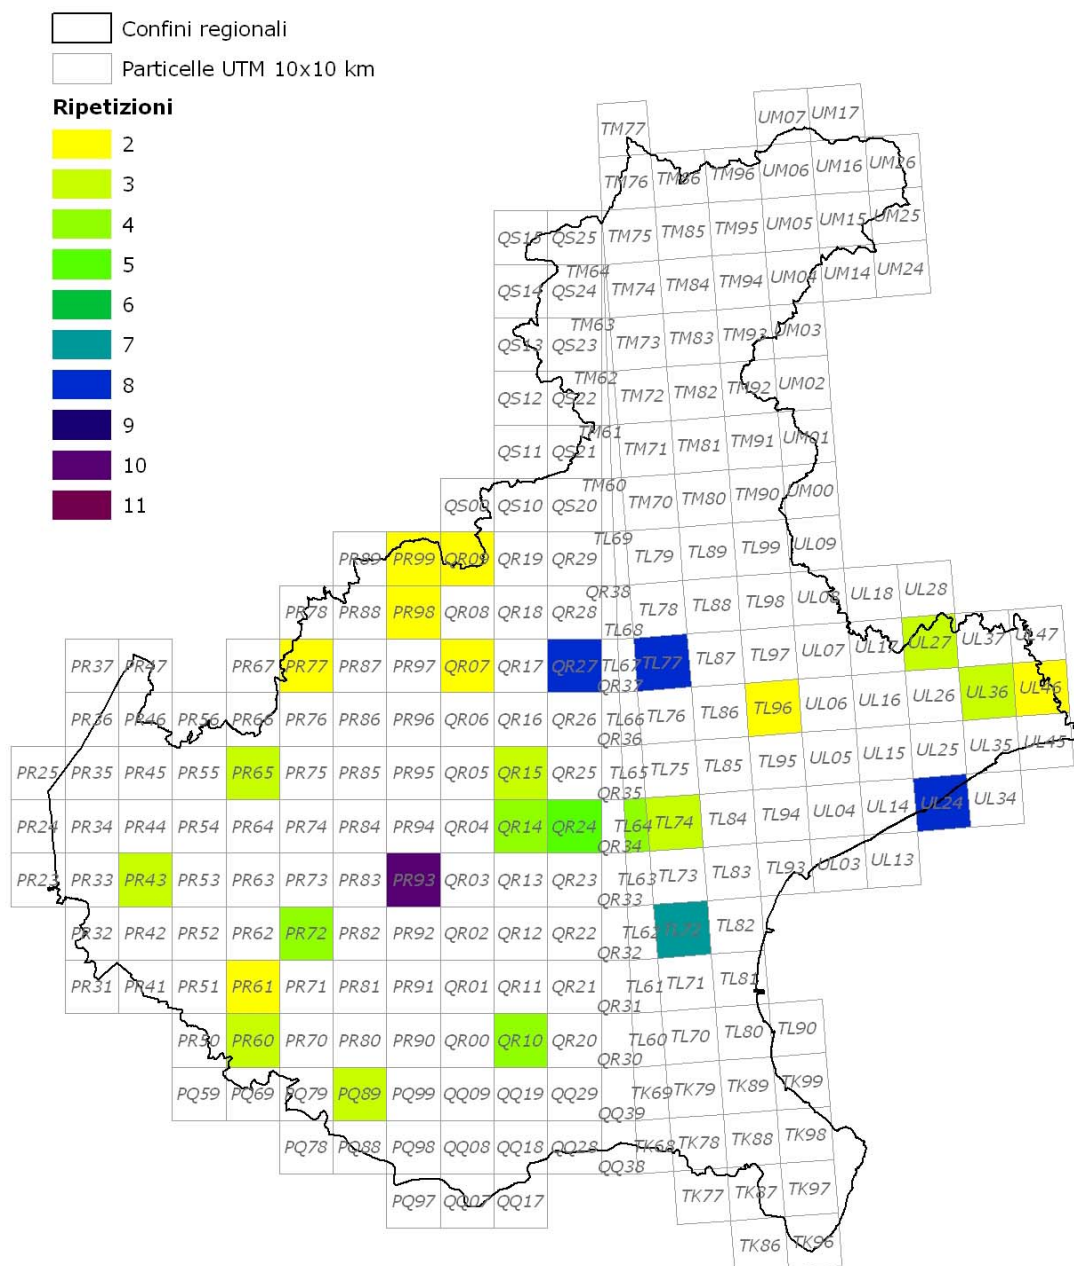 Confini regionali
Particelle UTM 10x10 km
Ripetizioni
2
3
4
5
6
7
8
9
10
11
UM07 UM17
TM77
TM76 TM86 TM96 UM06 UM16 UM26
QS15 QS25 TM75 TM85 TM95 UM05 UM15 UM25
QS14 QS24 TM64 TM74 TM84 TM94 UM04 UM14 UM24
QS13 QS23 TM63 TM73 TM83 TM93 UM03
QS12 QS22 TM62 TM72 TM82 TM92 UM02
QS11 QS21 TM61 TM71 TM81 TM91 UM01
QS00 QS10 QS20 TM60 TM70 TM80 TM90 UM00
PR89 PR99 QR09 QR19 QR29 TL69 TL79 TL89 TL99 UL09
PR78 PR88 PR98 QR08 QR18 QR28 QR38 TL68 TL78 TL88 TL98 UL08 UL18 UL28
PR37 PR47 PR67 PR77 PR87 PR97 QR07 QR17 QR27 TL67 QR37 TL77 TL87 TL97 UL07 UL17 UL27 UL37 UL47
PR36 PR46 PR56 PR66 PR76 PR86 PR96 QR06 QR16 QR26 TL66 QR36 TL76 TL86 TL96 UL06 UL16 UL26 UL36 UL46
PR25 PR35 PR45 PR55 PR65 PR75 PR85 PR95 QR05 QR15 QR25 TL65 QR35 TL75 TL85 TL95 UL05 UL15 UL25 UL35 UL45
PR24 PR34 PR44 PR54 PR64 PR74 PR84 PR94 QR04 QR14 QR24 TL64 QR34 TL74 TL84 TL94 UL04 UL14 UL24 UL34
PR23 PR33 PR43 PR53 PR63 PR73 PR83 PR93 QR03 QR13 QR23 TL63 QR33 TL73 TL83 TL93 UL03 UL13
PR32 PR42 PR52 PR62 PR72 PR82 PR92 QR02 QR12 QR22 TL62 QR32 TL72 TL82
PR31 PR41 PR51 PR61 PR71 PR81 PR91 QR01 QR11 QR21 TL61 QR31 TL71 TL81
PR50 PR60 PR70 PR80 PR90 QR00 QR10 QR20 TL60 QR30 TL70 TL80 TL90
PQ59 PQ69 PQ79 PQ89 PQ99 QQ09 QQ19 QQ29 TK69 QQ39 TK79 TK89 TK99
PQ78 PQ88 PQ98 QQ08 QQ18 QQ28 TK68 QQ38 TK78 TK88 TK98
PQ97 QQ07 QQ17 TK77 TK87 TK97
TK86 TK96